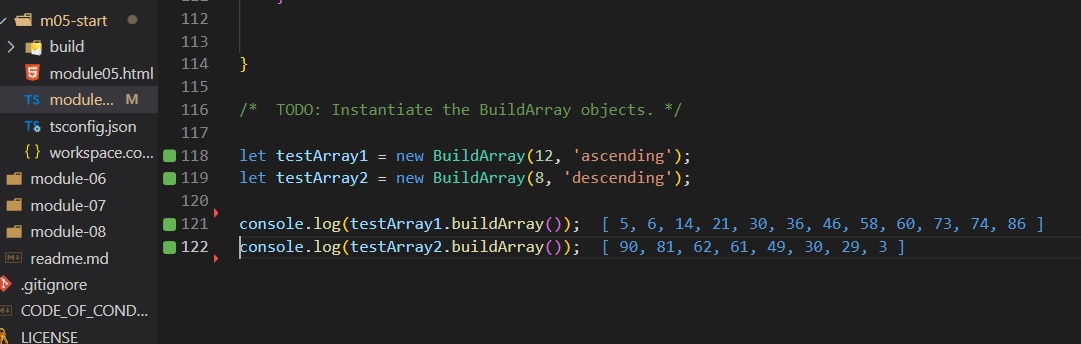 m05-start
build
module05.html
TS module... M
tsconfig.json
{} workspace.co...
module-06
module-07
module-08
readme.md
.gitignore
CODE_OF_COND...
LICENSE
112
113
114 }
115
116 /*  TODO: Instantiate the BuildArray objects. */
117
118 let testArray1 = new BuildArray(12, 'ascending');
119 let testArray2 = new BuildArray(8, 'descending');
120
121 console.log(testArray1.buildArray());  [ 5, 6, 14, 21, 30, 36, 46, 58, 60, 73, 74, 86 ]
122 console.log(testArray2.buildArray());  [ 90, 81, 62, 61, 49, 30, 29, 3 ]